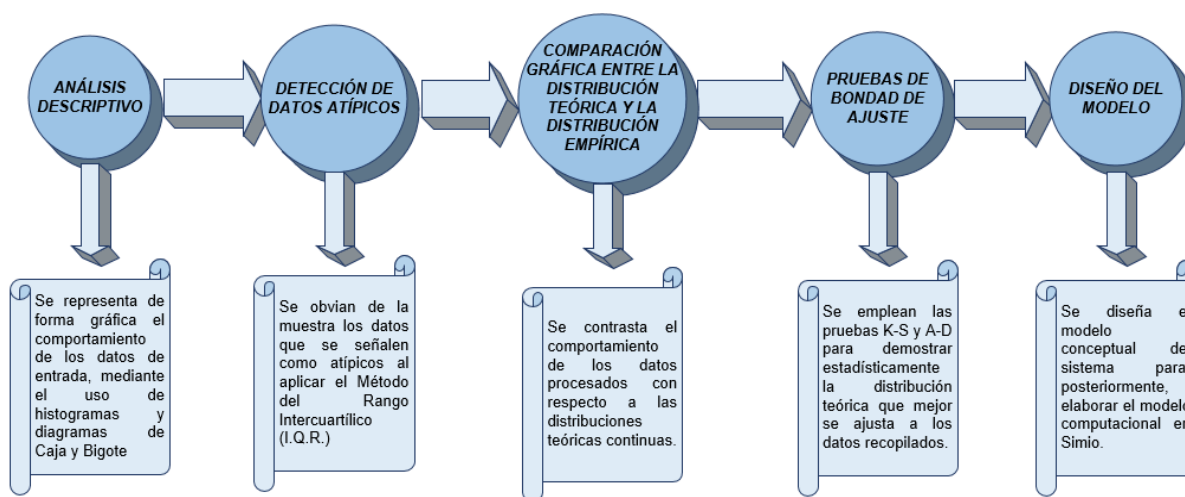 ANÁLISIS
DESCRIPTIVO
DETECCIÓN DE
DATOS ATÍPICOS
COMPARACIÓN
GRÁFICA ENTRE LA
DISTRIBUCIÓN
TEÓRICA Y LA
DISTRIBUCIÓN
EMPÍRICA
PRUEBAS DE
BONDAD DE
AJUSTE
DISEÑO DEL
MODELO
Se representa de
forma gráfica el
comportamiento
de los datos de
entrada, mediante
el uso de
histogramas y
diagramas de
Caja y Bigote
Se obvian de la
muestra los datos
que se señalen
como atípicos al
aplicar el Método
del Rango
Intercuartílico
(I.Q.R.)
Se contrasta el
comportamiento
de los datos
procesados con
respecto a las
distribuciones
teóricas continuas.
Se emplean las
pruebas K-S y A-D
para demostrar
estadísticamente
la distribución
teórica que mejor
se ajusta a los
datos recopilados.
Se diseña e
modelo
conceptual de
sistema para
posteriormente,
elaborar el modelo
computacional en
Simio.